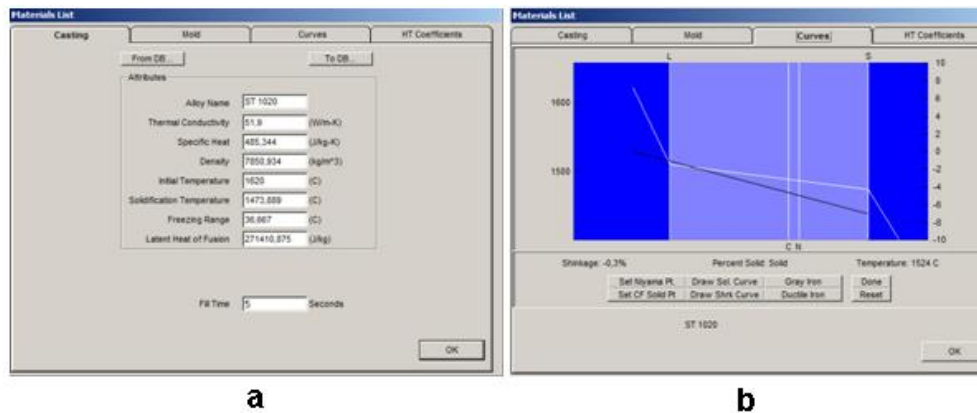 Materials List
Casting Mold Curves HT Coefficients
From DB... To DB...
Attributes
Alloy Name ST 1020
Thermal Conductivity 51,9 (W/m-K)
Specific Heat 485,344 (J/kg-K)
Density 7850,934 (kg/m^3)
Initial Temperature 1620 (C)
Solidification Temperature 1473,889 (C)
Freezing Range 36,667 (C)
Latent Heat of Fusion 271410,875 (J/kg)
Fill Time 5 Seconds
OK
a
Materials List
Casting Mold Curves HT Coefficients
L S
10
8
6
4
2
0
-2
-4
-6
-8
-10
1600
1500
C N
Shinkage: -0,3% Percent Solid: Solid Temperature: 1524 C
Set Niyama Pt. Draw Sol. Curve Gray Iron Done
Set CF Solid Pt Draw Shrk Curve Ductile Iron Reset
ST 1020
OK
b